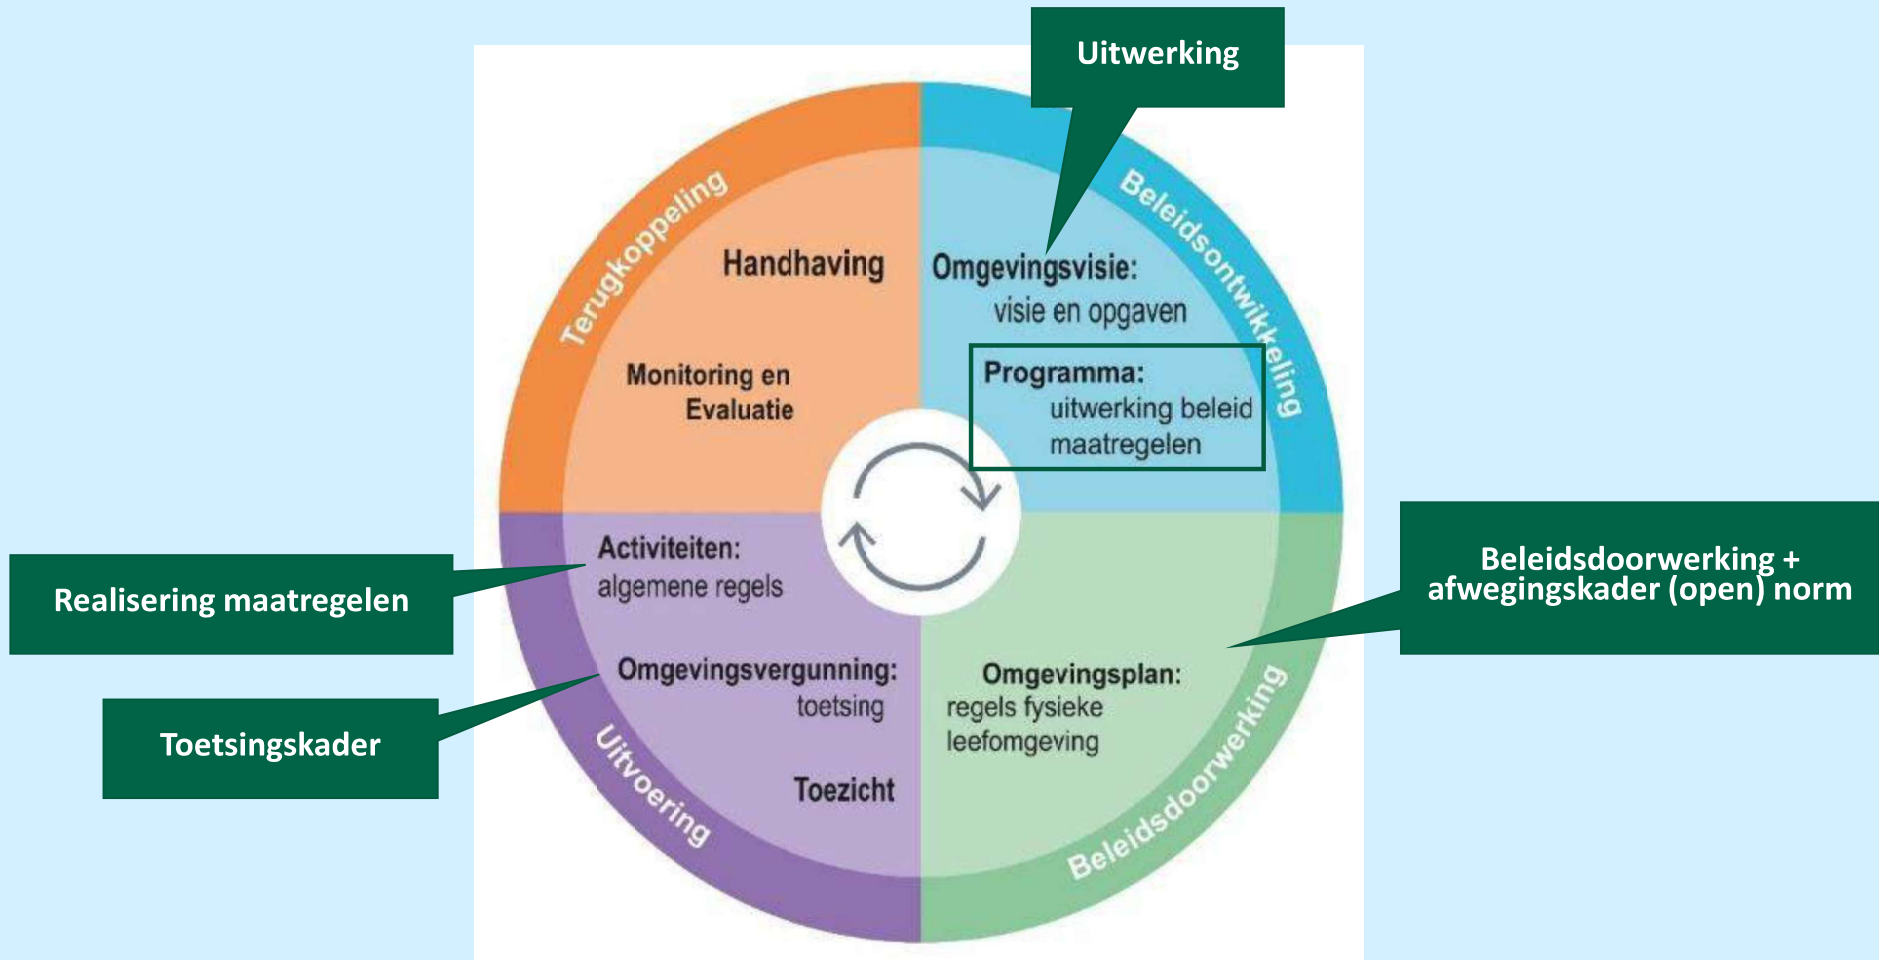 Uitwerking
Terugkoppeling
Beleidsontwikkeling
Handhaving
Omgevingsvisie:
visie en opgaven
Monitoring en
Evaluatie
Programma:
uitwerking beleid
maatregelen
Activiteiten:
algemene regels
Realisering maatregelen
Beleidsdoorwerking +
afwegingskader (open) norm
Omgevingsvergunning:
toetsing
Omgevingsplan:
regels fysieke
leefomgeving
Toetsingskader
Toezicht
Uitvoering
Beleidsdoorwerking